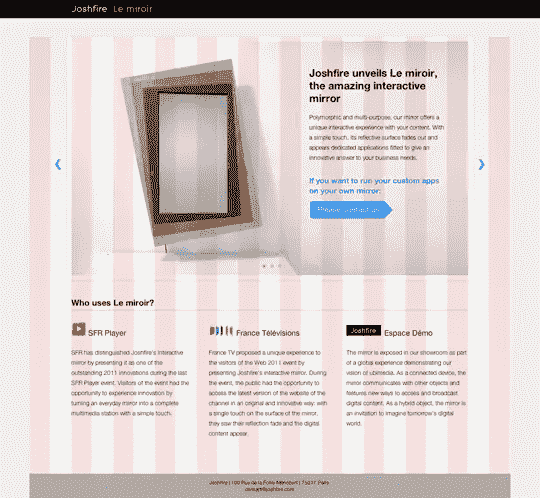 Joshfire Le miroir
Joshfire unveils Le miroir,
the amazing interactive
mirror
Polymorphic and multi-purpose, our mirror offers a
unique interactive experience with your content. With
a simple touch, its reflective surface fades out and
appears dedicated applications fitted to give an
innovative answer to your business needs.
If you want to run your custom apps
on your own mirror:
Please, contact us
Who uses Le miroir?
SFR Player
SFR has distinguished Joshfire's interactive
mirror by presenting it as one of the
outstanding 2011 innovations during the last
SFR Player event. Visitors of the event had the
opportunity to experience innovation by
turning an everyday mirror into a complete
multimedia station with a simple touch.
France Télévisions
France TV proposed a unique experience to
the visitors of the Web 2011 event by
presenting Joshfire's interactive mirror. During
the event, the public had the opportunity to
access the latest version of the website of the
channel in an original and innovative way: with
a single touch on the surface of the mirror,
they saw their reflection fade and the digital
content appear.
Joshfire Espace Démo
The mirror is exposed in our showroom as part
of a global experience demonstrating our
vision of ubimedia. As a connected device, the
mirror communicates with other objects and
features new ways to access and broadcast
digital content. As a hybrid object, the mirror is
an invitation to imagine tomorrow's digital
world.
Joshfire | 100 Rue de la Folie Méricourt | 75011 Paris